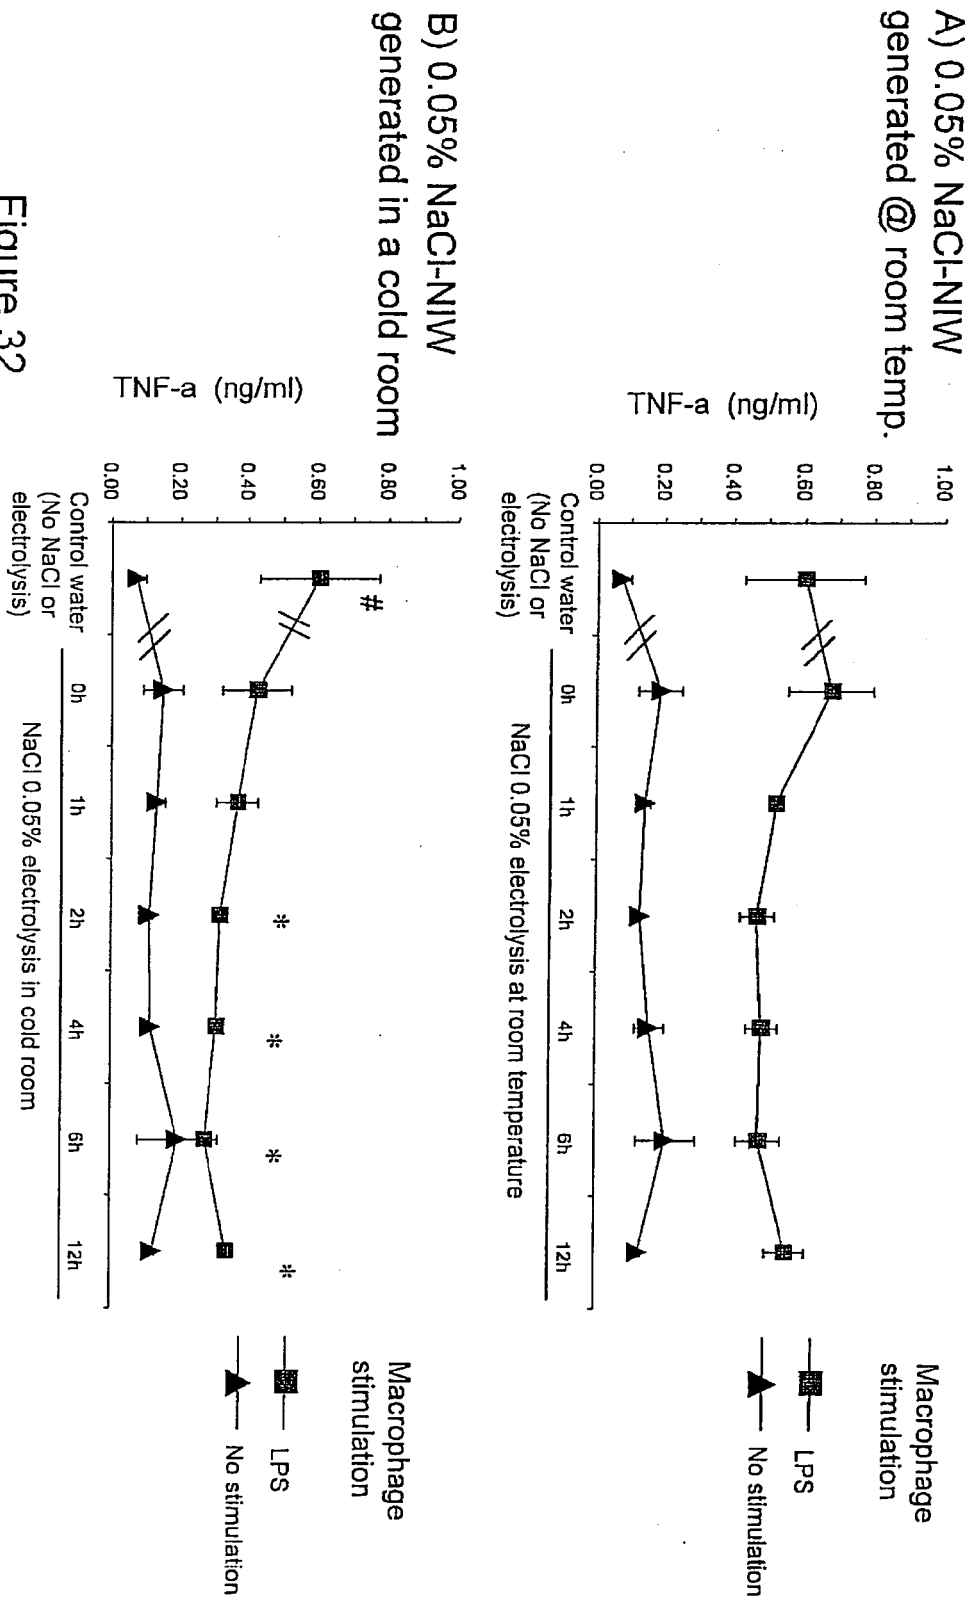 A) 0.05% NaCl-NIW
generated @ room temp.
TNF-a (ng/ml)
1.00
0.80
0.60
0.40
0.20
0.00
Control water
(No NaCl or
electrolysis)
0h
1h
2h
4h
6h
12h
NaCl 0.05% electrolysis at room temperature
Macrophage
stimulation
LPS
No stimulation
B) 0.05% NaCl-NIW
generated in a cold room
TNF-a (ng/ml)
1.00
0.80
0.60
0.40
0.20
0.00
#
*
*
*
*
Control water
(No NaCl or
electrolysis)
0h
1h
2h
4h
6h
12h
NaCl 0.05% electrolysis in cold room
Macrophage
stimulation
LPS
No stimulation
Figure 32